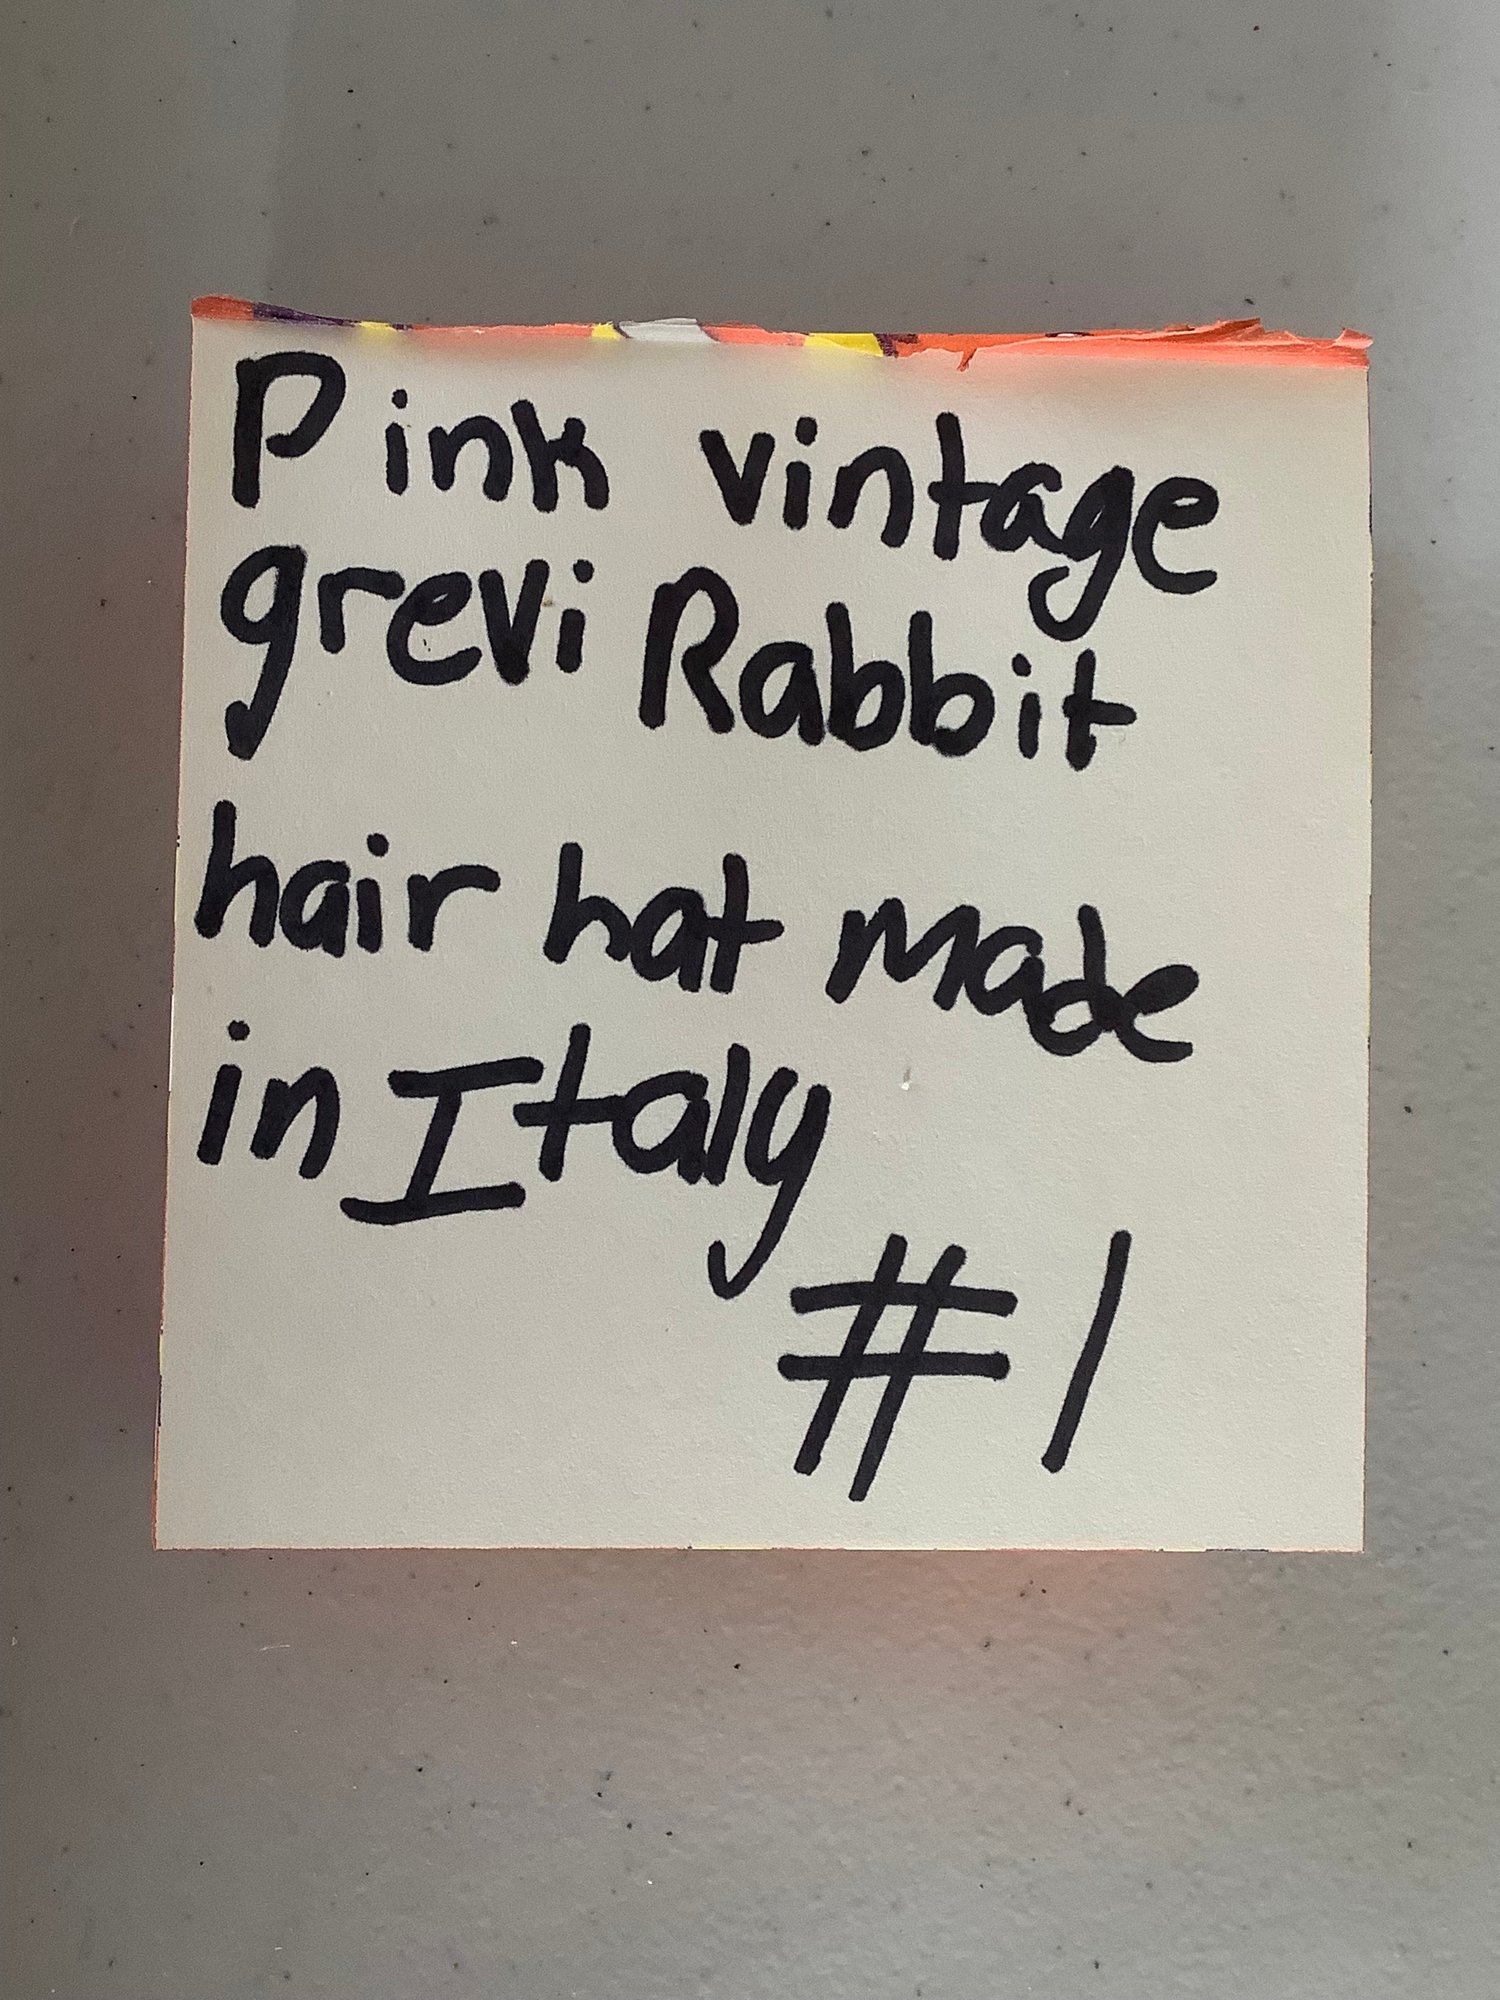 Pink vintage
grevi Rabbit
hair hat made
in Italy
#1